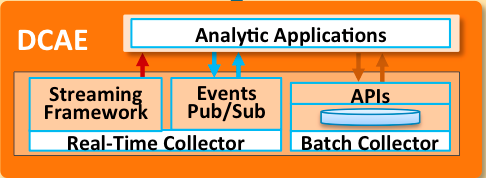 DCAE
Analytic Applications
Streaming
Framework
Events
Pub/Sub
APIs
Real-Time Collector
Batch Collector